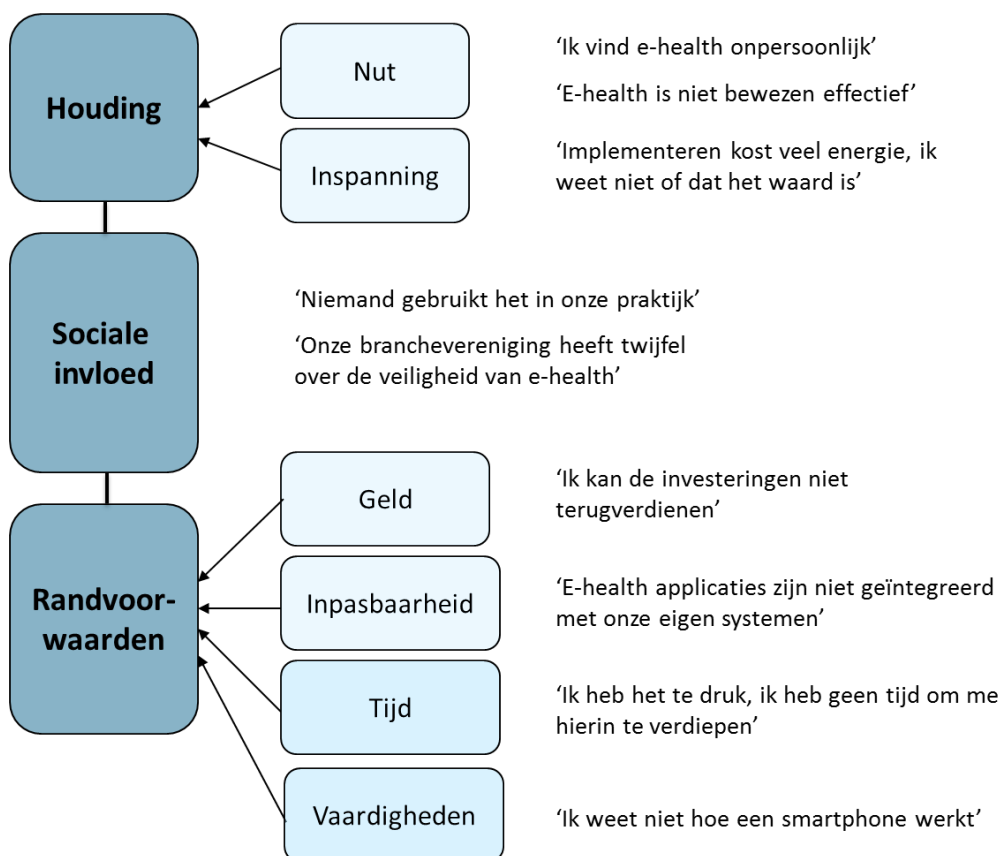 Houding
Nut
‘Ik vind e-health onpersoonlijk’
‘E-health is niet bewezen effectief’
Inspanning
‘Implementeren kost veel energie, ik
weet niet of dat het waard is’
Sociale
invloed
‘Niemand gebruikt het in onze praktijk’
‘Onze branchevereniging heeft twijfel
over de veiligheid van e-health’
Randvoor-
waarden
Geld
‘Ik kan de investeringen niet
terugverdienen’
Inpasbaarheid
‘E-health applicaties zijn niet geïntegreerd
met onze eigen systemen’
Tijd
‘Ik heb het te druk, ik heb geen tijd om me
hierin te verdiepen’
Vaardigheden
‘Ik weet niet hoe een smartphone werkt’